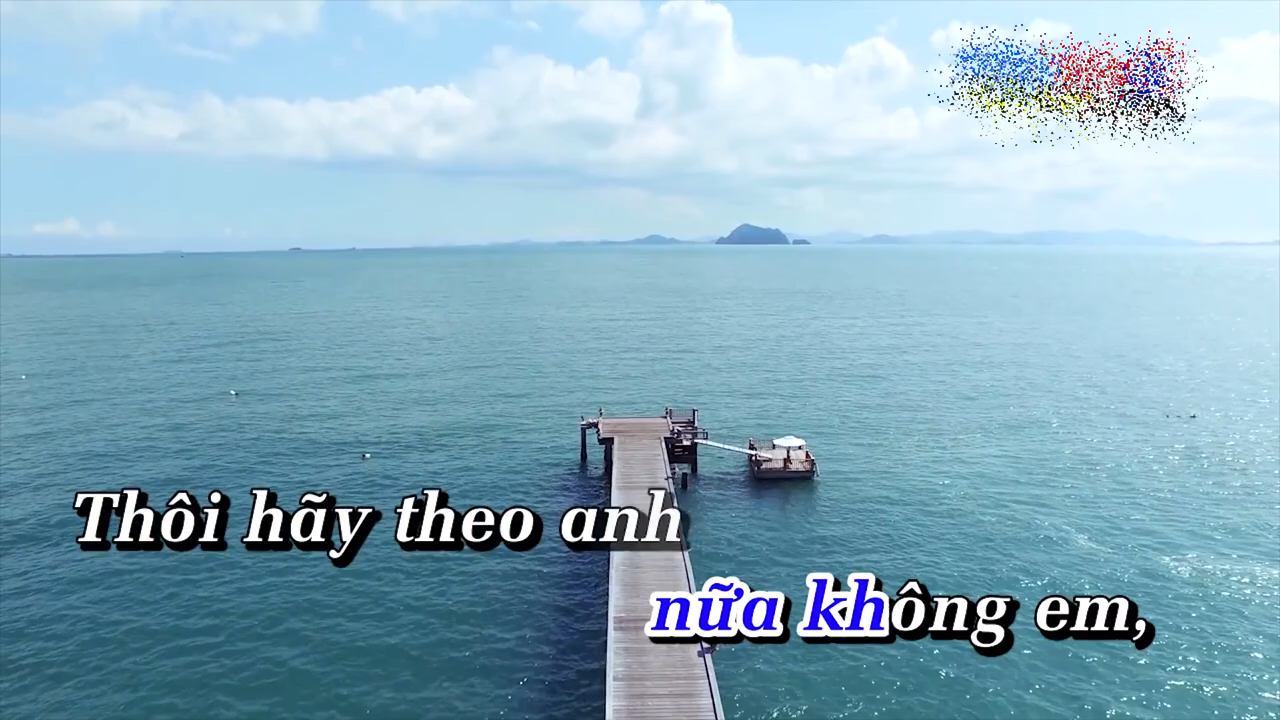 Thôi hãy theo anh
nữa không em,